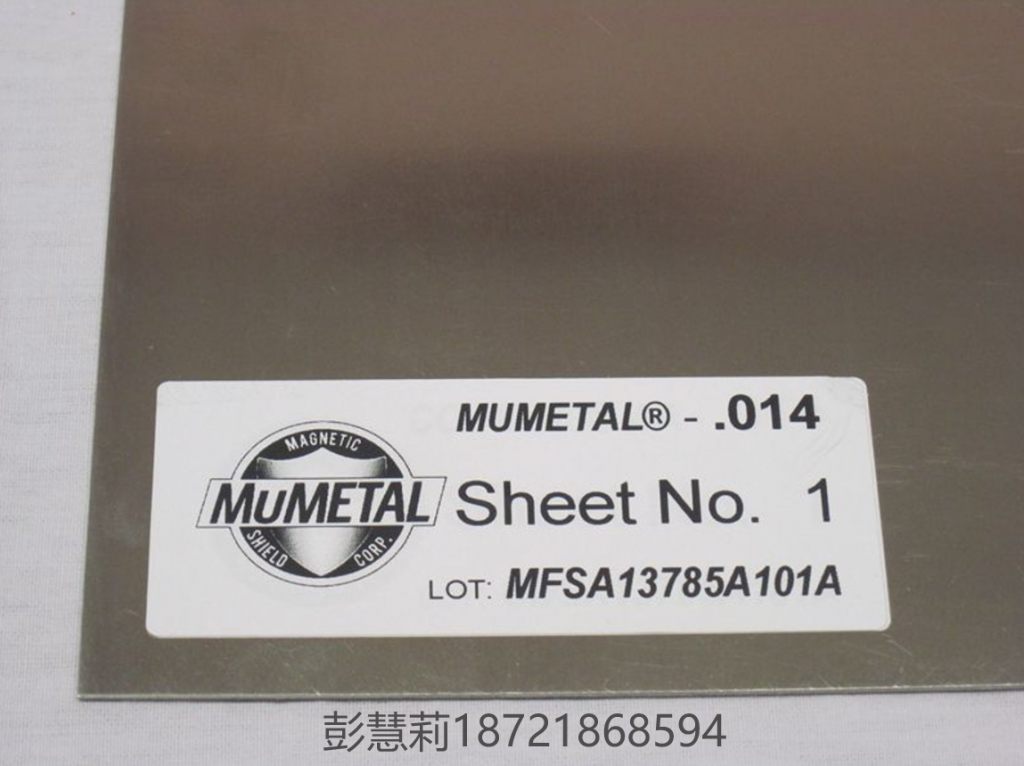 MUMETAL® - .014
MAGNETIC
MuMETAL
SHIELD CORP.
Sheet No. 1
LOT: MFSA13785A101A
彭慧莉18721868594